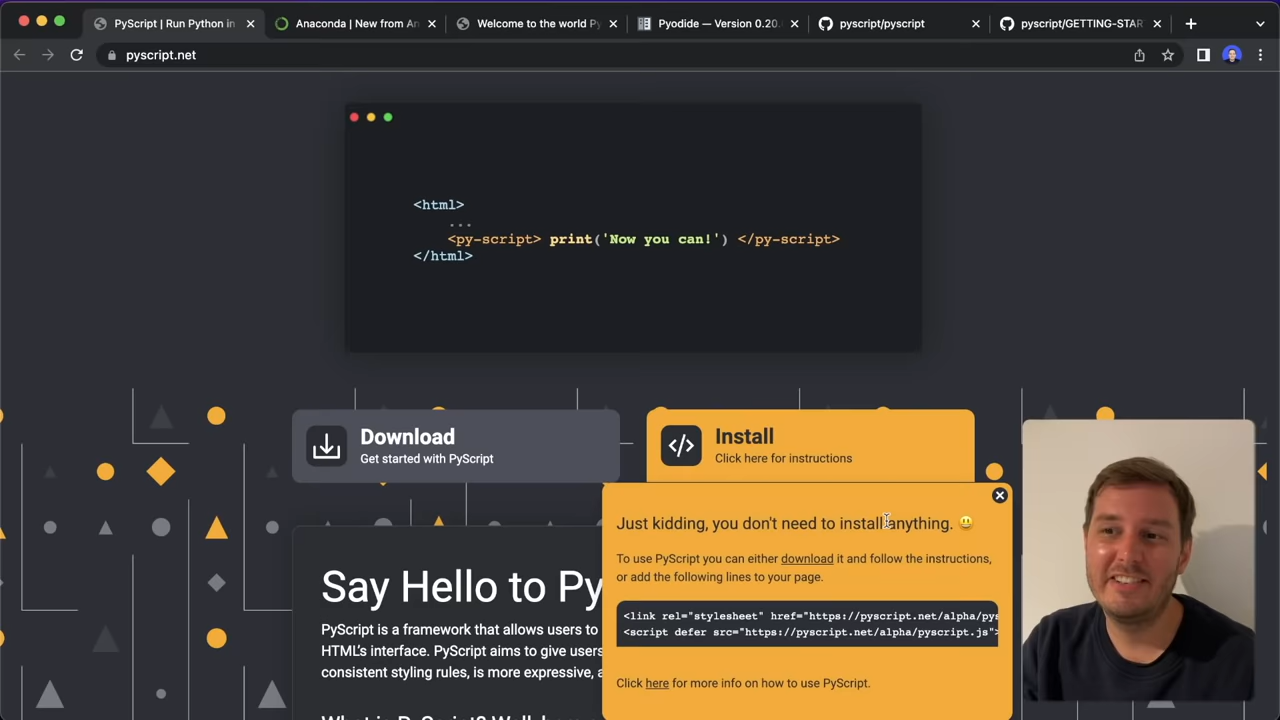 PyScript | Run Python in
Anaconda | New from An
Welcome to the world Py
Pyodide — Version 0.20.
pyscript/pyscript
pyscript/GETTING-STAR
pyscript.net
<html>
...
<py-script> print('Now you can!') </py-script>
</html>
Download
Get started with PyScript
Install
Click here for instructions
Just kidding, you don't need to install anything. 😃
To use PyScript you can either download it and follow the instructions,
or add the following lines to your page.
<link rel="stylesheet" href="https://pyscript.net/alpha/pys
<script defer src="https://pyscript.net/alpha/pyscript.js">
Click here for more info on how to use PyScript.
Say Hello to Py
PyScript is a framework that allows users to
HTML's interface. PyScript aims to give users
consistent styling rules, is more expressive, a